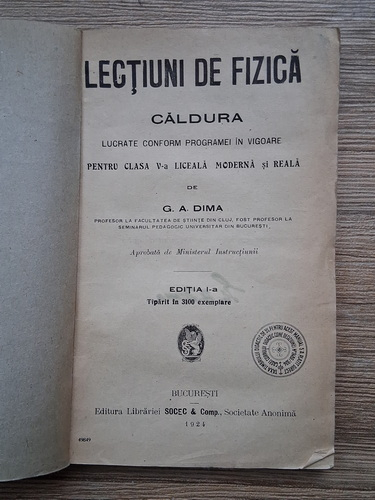 LECȚIUNI DE FIZICĂ
CĂLDURA
LUCRATE CONFORM PROGRAMEI ÎN VIGOARE
PENTRU CLASA V-a LICEALĂ MODERNĂ ȘI REALĂ
DE
G. A. DIMA
PROFESOR LA FACULTATEA DE ȘTIINȚE DIN CLUJ, FOST PROFESOR LA
SEMINARUL PEDAGOGIC UNIVERSITAR DIN BUCUREȘTI
Aprobată de Ministerul Instrucțiunii
EDIȚIA I-a
Tipărit în 3100 exemplare
BUCUREȘTI
Editura Librăriei SOCEC & Comp., Societate Anonimă
1924